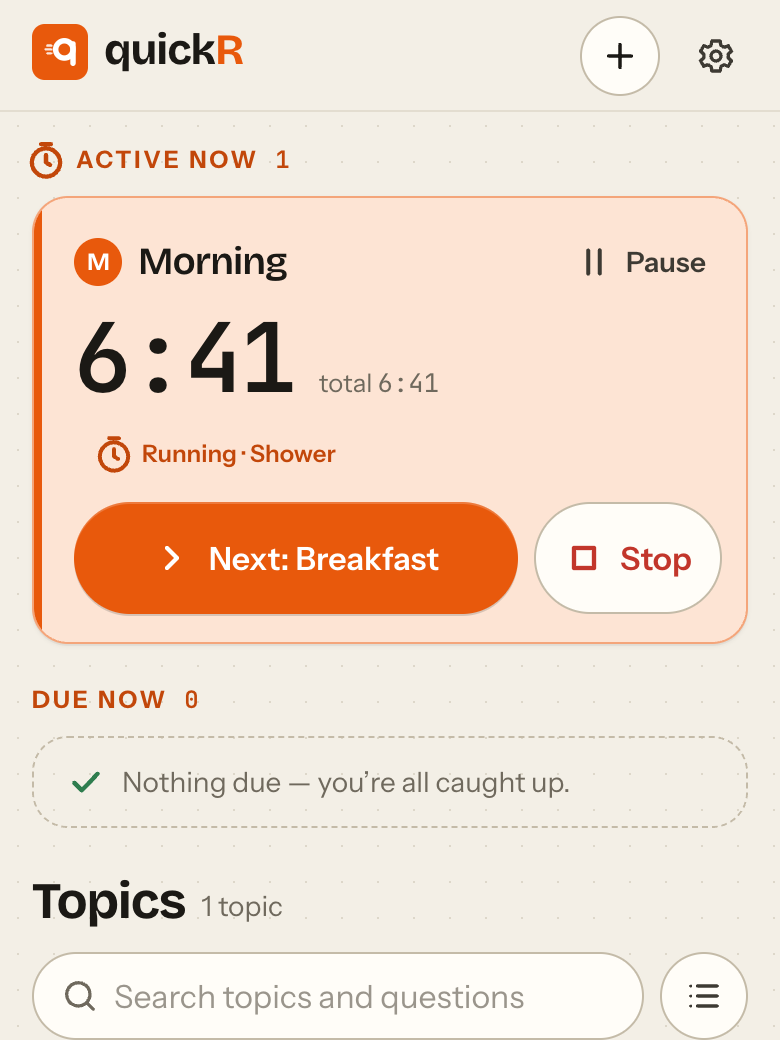 quickR
ACTIVE NOW 1
M Morning
Pause
6:41 total 6:41
Running · Shower
Next: Breakfast
Stop
DUE NOW 0
Nothing due — you’re all caught up.
Topics 1 topic
Search topics and questions